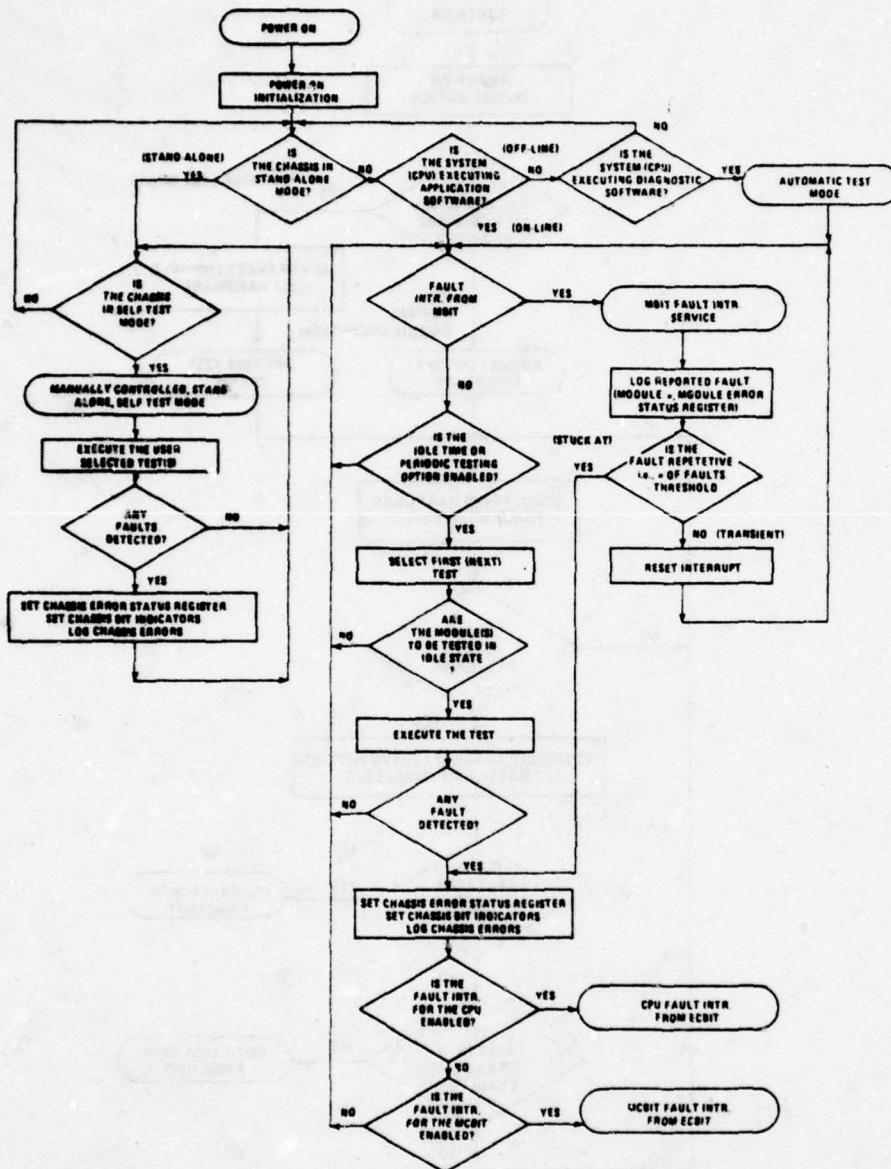 POWER ON
POWER ON
INITIALIZATION
NO
(STAND ALONE)
YES
IS
THE CHASSIS IN
STAND ALONE
MODE?
NO
IS
THE SYSTEM
(CPU) EXECUTING
APPLICATION
SOFTWARE?
(OFF-LINE)
NO
IS THE
SYSTEM (CPU)
EXECUTING DIAGNOSTIC
SOFTWARE?
YES
AUTOMATIC TEST
MODE
YES (ON-LINE)
NO
IS
THE CHASSIS
IN SELF TEST
MODE?
FAULT
INTR. FROM
MBIT
YES
MBIT FAULT INTR.
SERVICE
YES
NO
MANUALLY CONTROLLED, STAND-
ALONE, SELF TEST MODE
LOG REPORTED FAULT
(MODULE =, MODULE ERROR
STATUS REGISTER)
EXECUTE THE USER
SELECTED TEST(S)
IS THE
IDLE TIME OR
PERIODIC TESTING
OPTION ENABLED?
(STUCK AT)
YES
IS THE
FAULT REPETETIVE
i.e., = OF FAULTS
THRESHOLD
ANY
FAULTS
DETECTED?
NO
YES
NO (TRANSIENT)
SELECT FIRST (NEXT)
TEST
RESET INTERRUPT
YES
SET CHASSIS ERROR STATUS REGISTER
SET CHASSIS BIT INDICATORS
LOG CHASSIS ERRORS
NO
ARE
THE MODULE(S)
TO BE TESTED IN
IDLE STATE
?
YES
EXECUTE THE TEST
NO
ANY
FAULT
DETECTED?
YES
SET CHASSIS ERROR STATUS REGISTER
SET CHASSIS BIT INDICATORS
LOG CHASSIS ERRORS
IS THE
FAULT INTR.
FOR THE CPU
ENABLED?
YES
CPU FAULT INTR.
FROM ECBIT
NO
NO
IS THE
FAULT INTR.
FOR THE MCBIT
ENABLED?
YES
MCBIT FAULT INTR.
FROM ECBIT